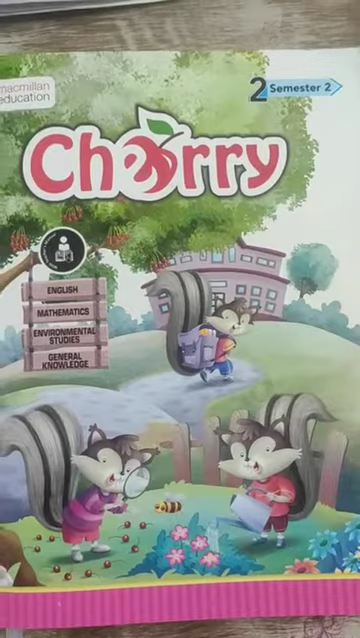 macmillan
education
2 Semester 2
Cherry
ENGLISH
MATHEMATICS
ENVIRONMENTAL
STUDIES
GENERAL
KNOWLEDGE